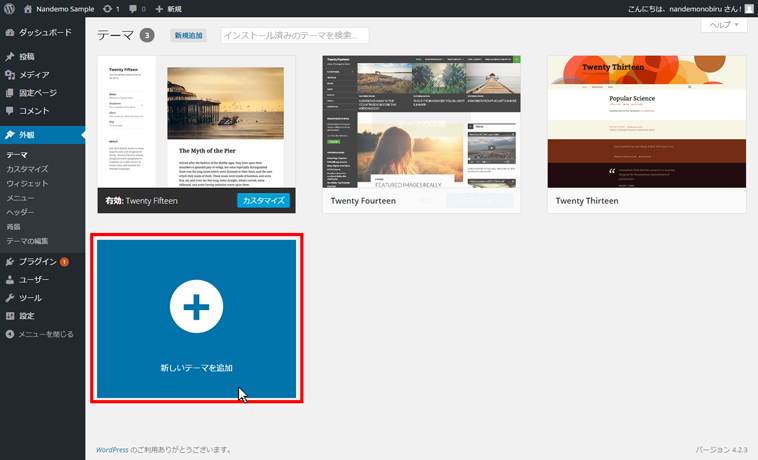 Nandemo Sample 1 0 新規 こんにちは、nandemonobiru さん！
ダッシュボード
投稿
メディア
固定ページ
コメント
外観
テーマ
カスタマイズ
ウィジェット
メニュー
ヘッダー
背景
テーマの編集
プラグイン 1
ユーザー
ツール
設定
メニューを閉じる
テーマ 3 新規追加 インストール済みのテーマを検索... ヘルプ
Twenty Fifteen
The Myth of the Pier
有効: Twenty Fifteen カスタマイズ
Twenty Fourteen
FEATURED IMAGES REALLY
Twenty Fourteen
Twenty Thirteen
Popular Science
Twenty Thirteen
新しいテーマを追加
WordPress のご利用ありがとうございます。 バージョン 4.2.3